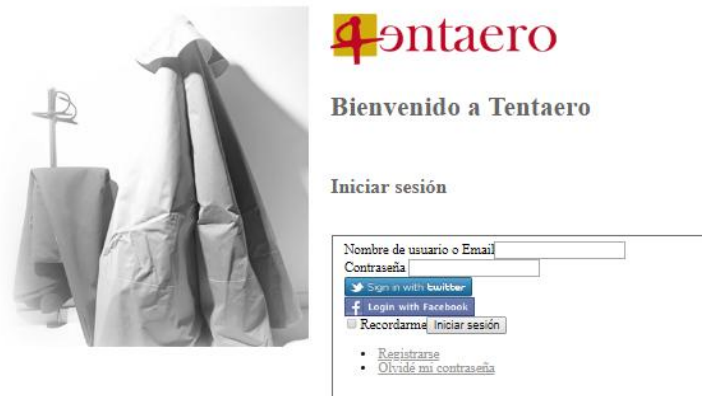 Tentaero
Bienvenido a Tentaero
Iniciar sesión
Nombre de usuario o Email
Contraseña
Sign in with twitter
f Login with Facebook
Recordarme Iniciar sesión
Registrarse
Olvidé mi contraseña